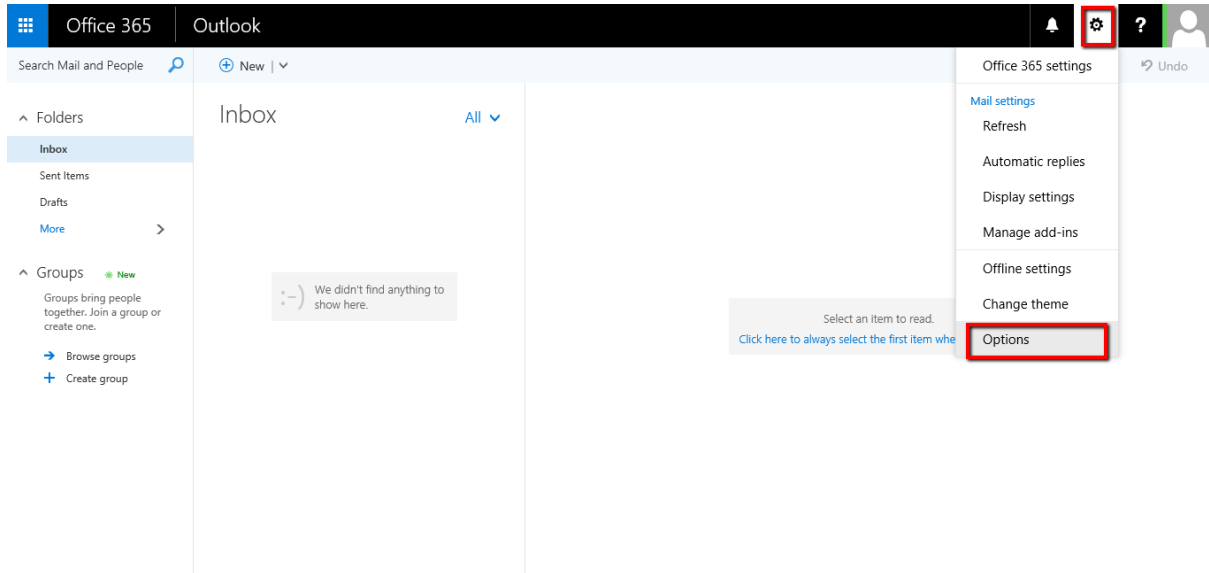 Office 365
Outlook
?
Search Mail and People
New
Undo
Folders
Inbox
Sent Items
Drafts
More
Groups
New
Groups bring people
together. Join a group or
create one.
Browse groups
Create group
Inbox
All
:-)
We didn't find anything to
show here.
Select an item to read.
Click here to always select the first item whe
Office 365 settings
Mail settings
Refresh
Automatic replies
Display settings
Manage add-ins
Offline settings
Change theme
Options